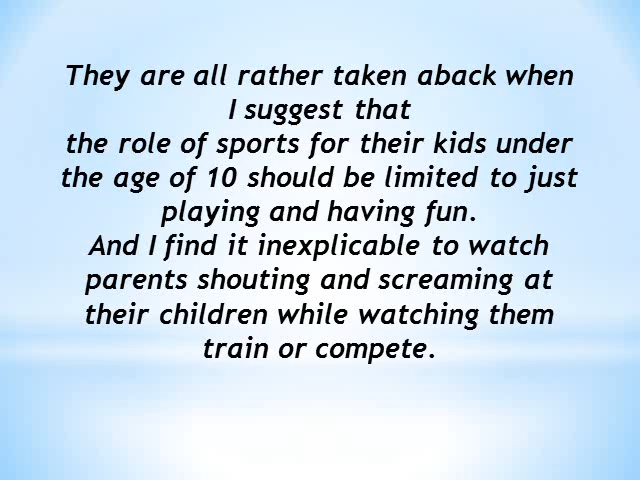 They are all rather taken aback when
I suggest that
the role of sports for their kids under
the age of 10 should be limited to just
playing and having fun.
And I find it inexplicable to watch
parents shouting and screaming at
their children while watching them
train or compete.